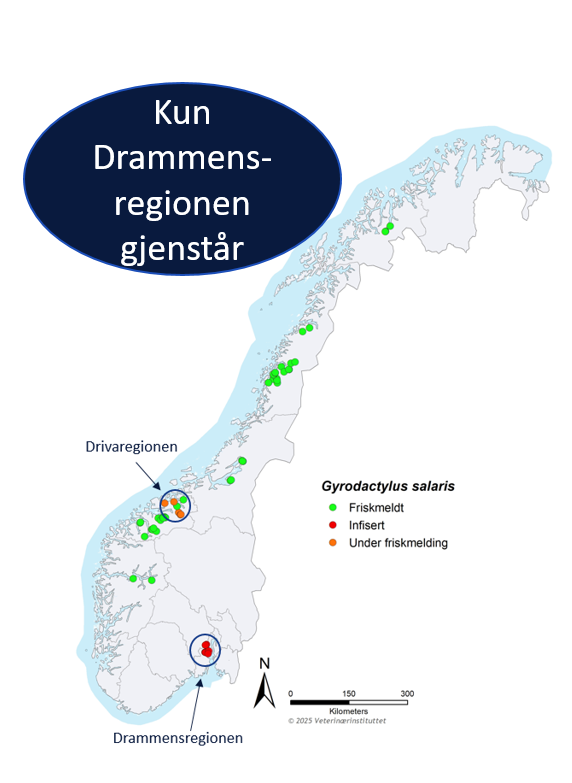 Kun
Drammens-
regionen
gjenstår
Drivaregionen
Gyrodactylus salaris
Friskmeldt
Infisert
Under friskmelding
N
0 150 300
Kilometers
© 2025 Veterinærinstituttet
Drammensregionen